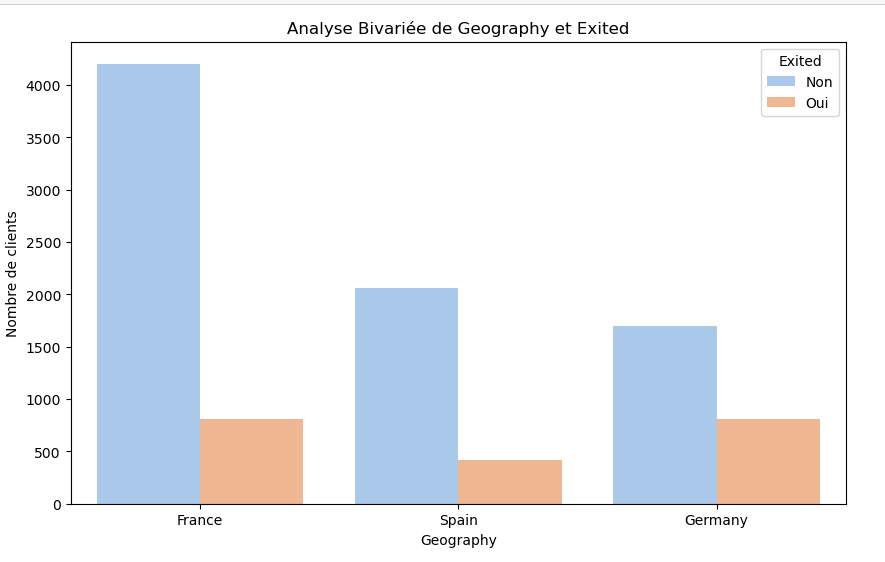 Analyse Bivariée de Geography et Exited
Exited
Non
Oui
Nombre de clients
4000
3500
3000
2500
2000
1500
1000
500
0
France
Spain
Germany
Geography